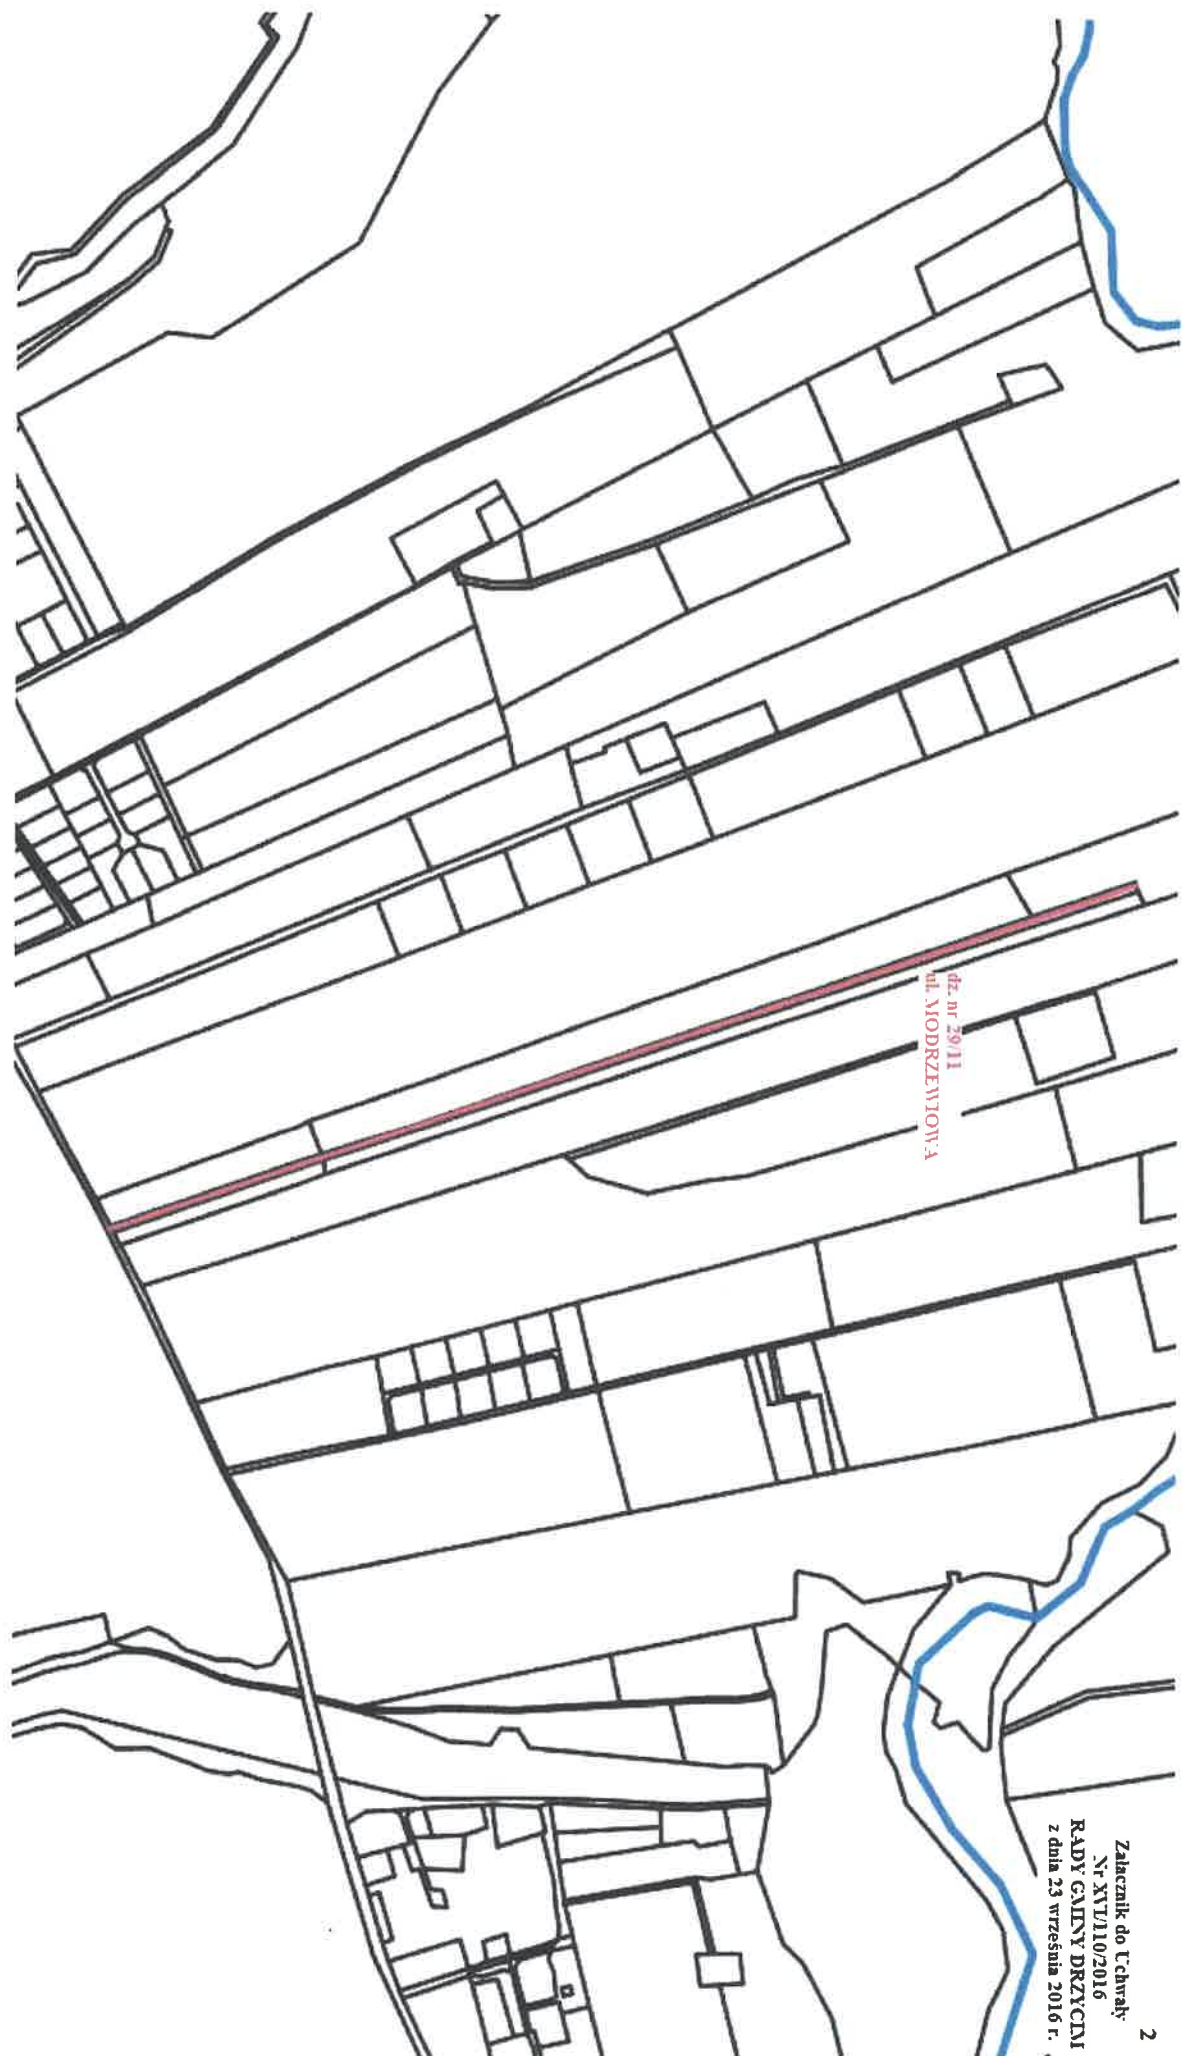 2
Załacznik do Uchwały
Nr XVI/110/2016
RADY GMINY DRZYCIM
z dnia 23 września 2016 r.
dz. nr 29/11
ul. MODRZEWIOWA